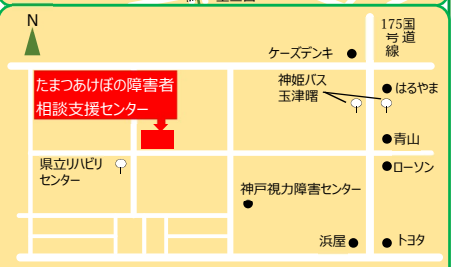 N
175国
号道
線
ケーズデンキ
たまつあけぼの障害者
相談支援センター
神姫バス
玉津曙
はるやま
青山
ローソン
県立リハビリ
センター
神戸視力障害センター
浜屋
トヨタ